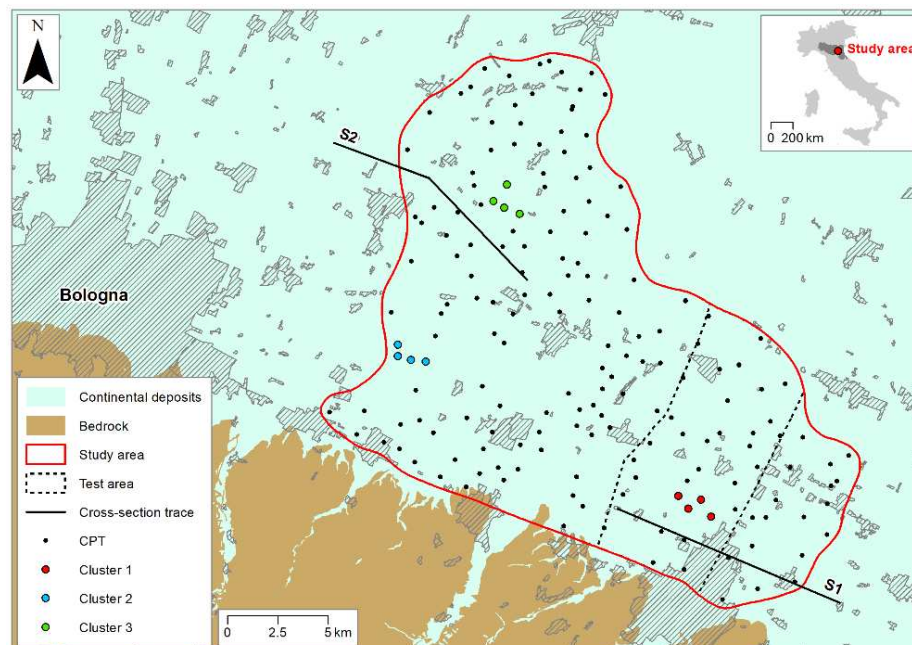 N
Study area
0 200 km
S2
Bologna
Continental deposits
Bedrock
Study area
Test area
Cross-section trace
CPT
Cluster 1
Cluster 2
Cluster 3
S1
0 2.5 5 km